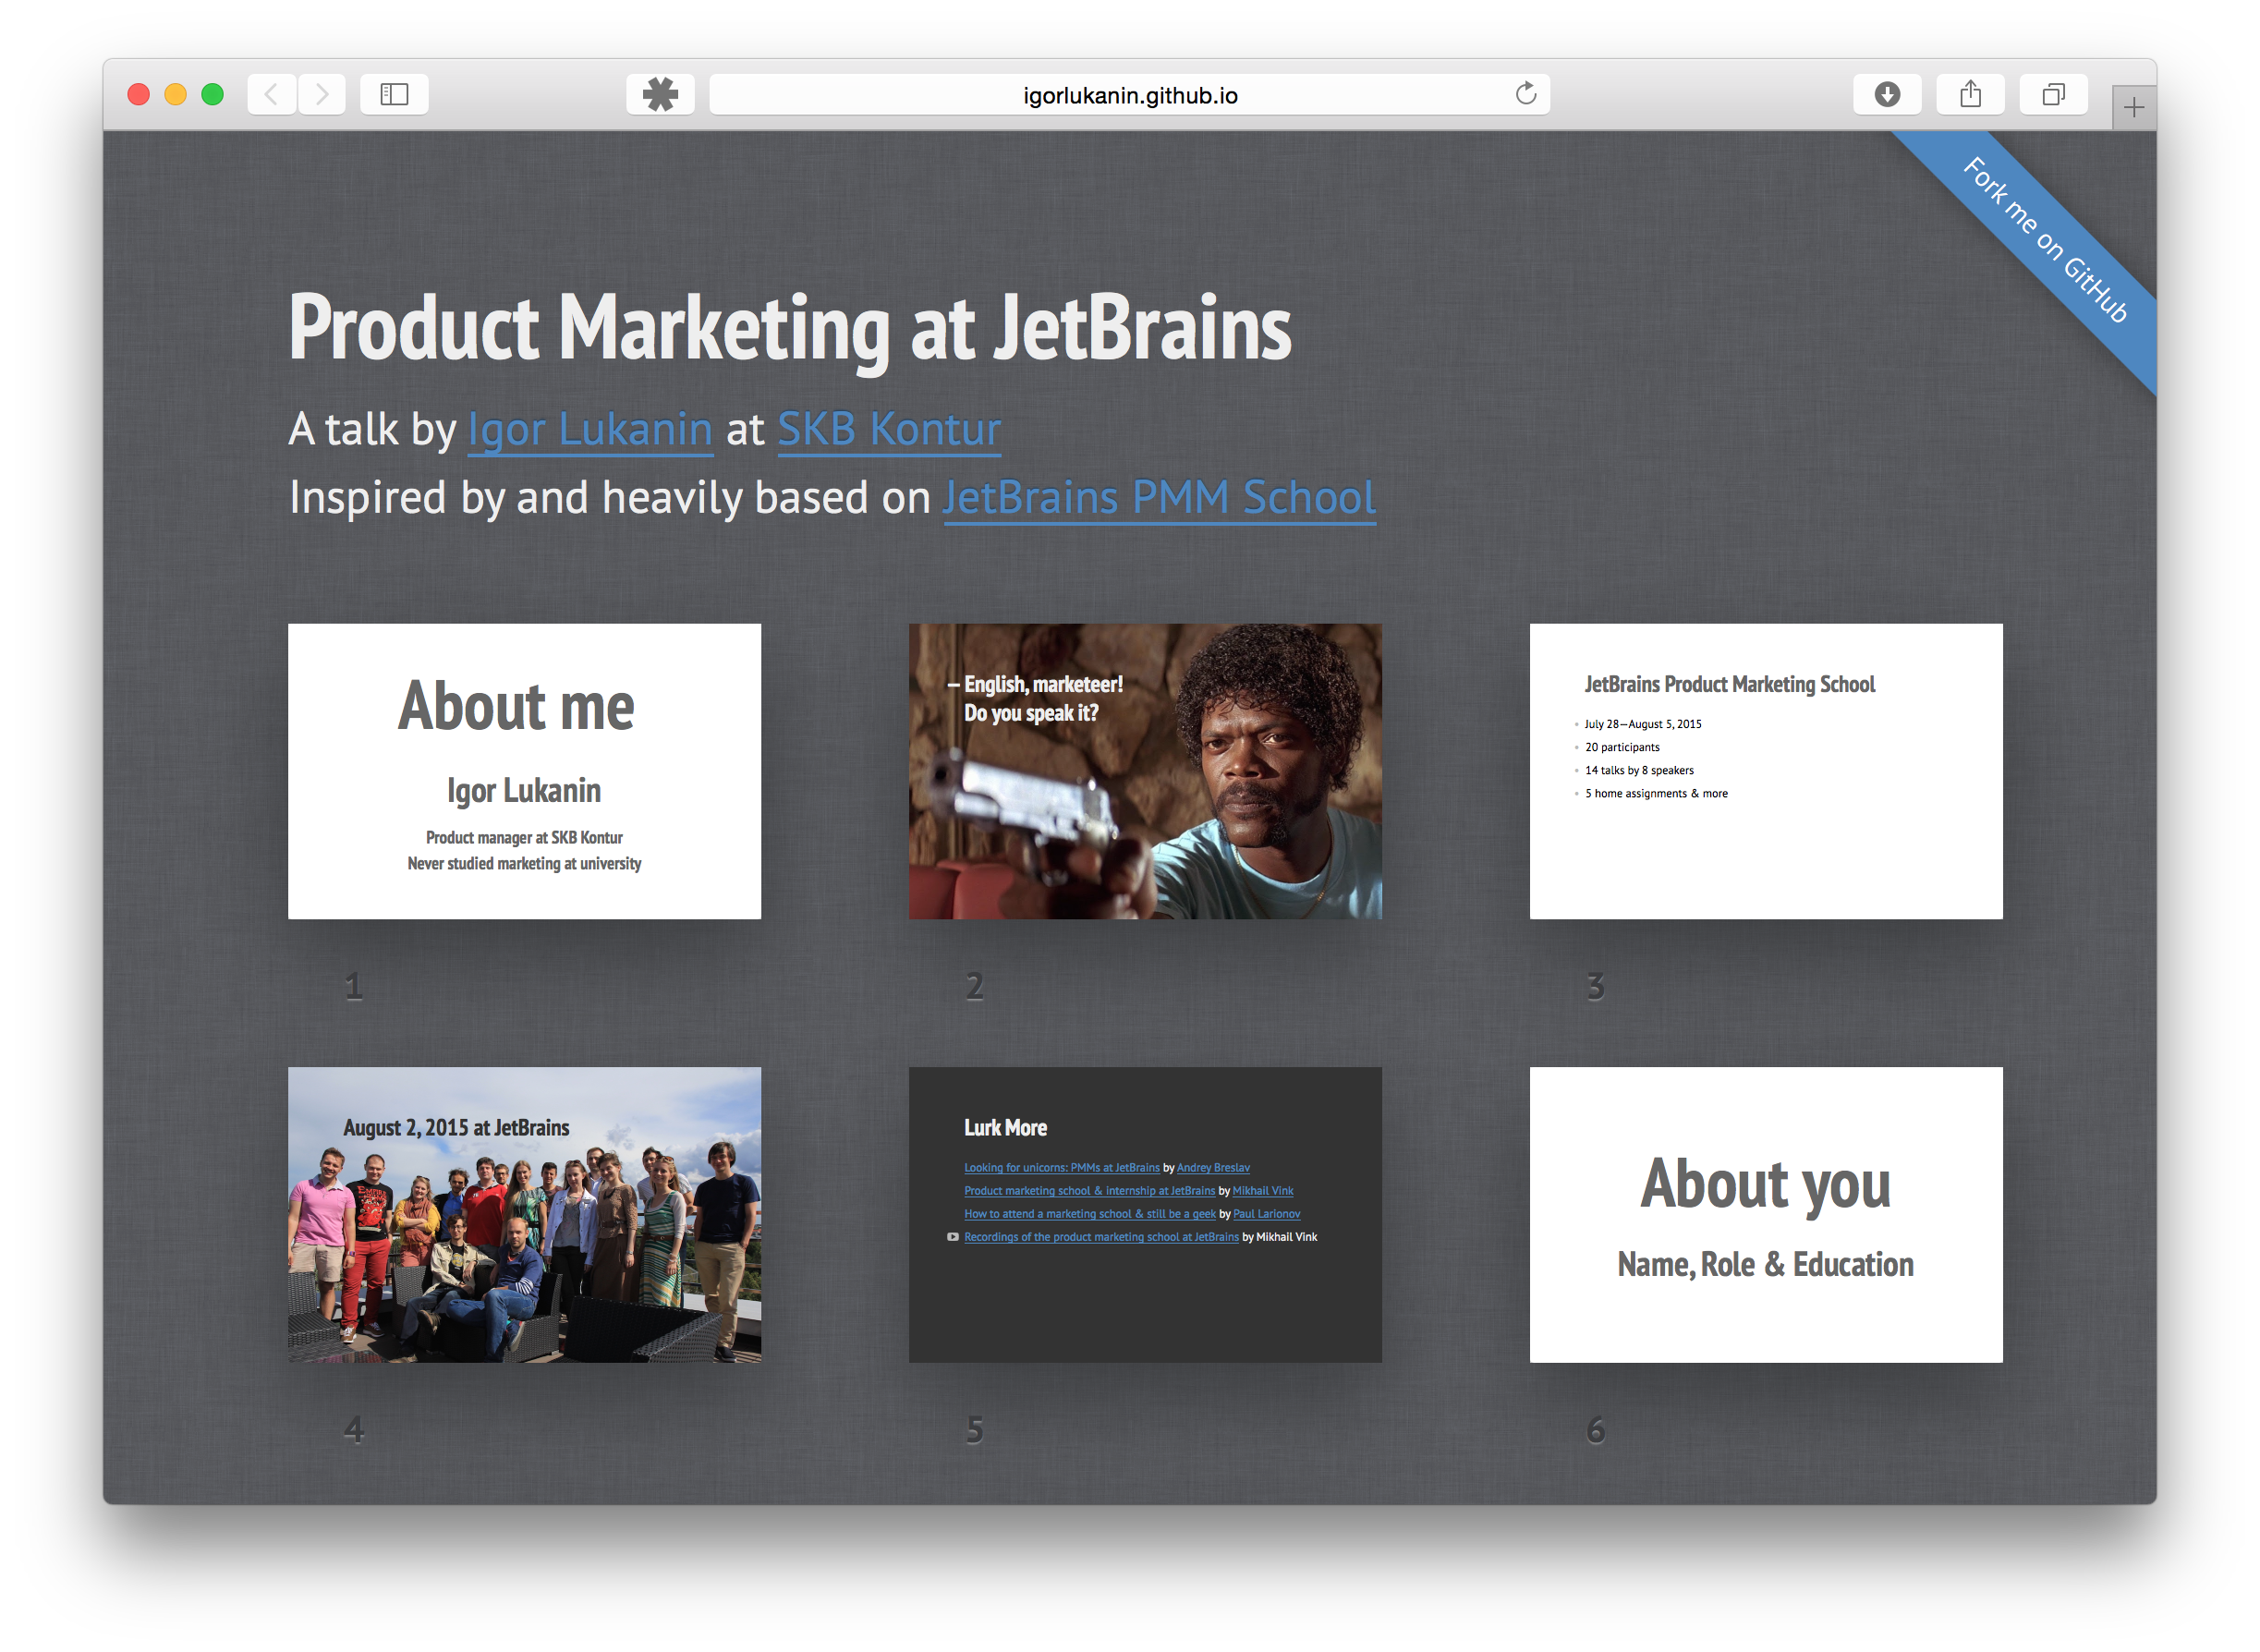 igorlukanin.github.io
Fork me on GitHub
Product Marketing at JetBrains
A talk by Igor Lukanin at SKB Kontur
Inspired by and heavily based on JetBrains PMM School
About me
Igor Lukanin
Product manager at SKB Kontur
Never studied marketing at university
1
– English, marketeer!
Do you speak it?
2
JetBrains Product Marketing School
• July 28—August 5, 2015
• 20 participants
• 14 talks by 8 speakers
• 5 home assignments & more
3
August 2, 2015 at JetBrains
4
Lurk More
Looking for unicorns: PMMs at JetBrains by Andrey Breslav
Product marketing school & internship at JetBrains by Mikhail Vink
How to attend a marketing school & still be a geek by Paul Larionov
Recordings of the product marketing school at JetBrains by Mikhail Vink
5
About you
Name, Role & Education
6